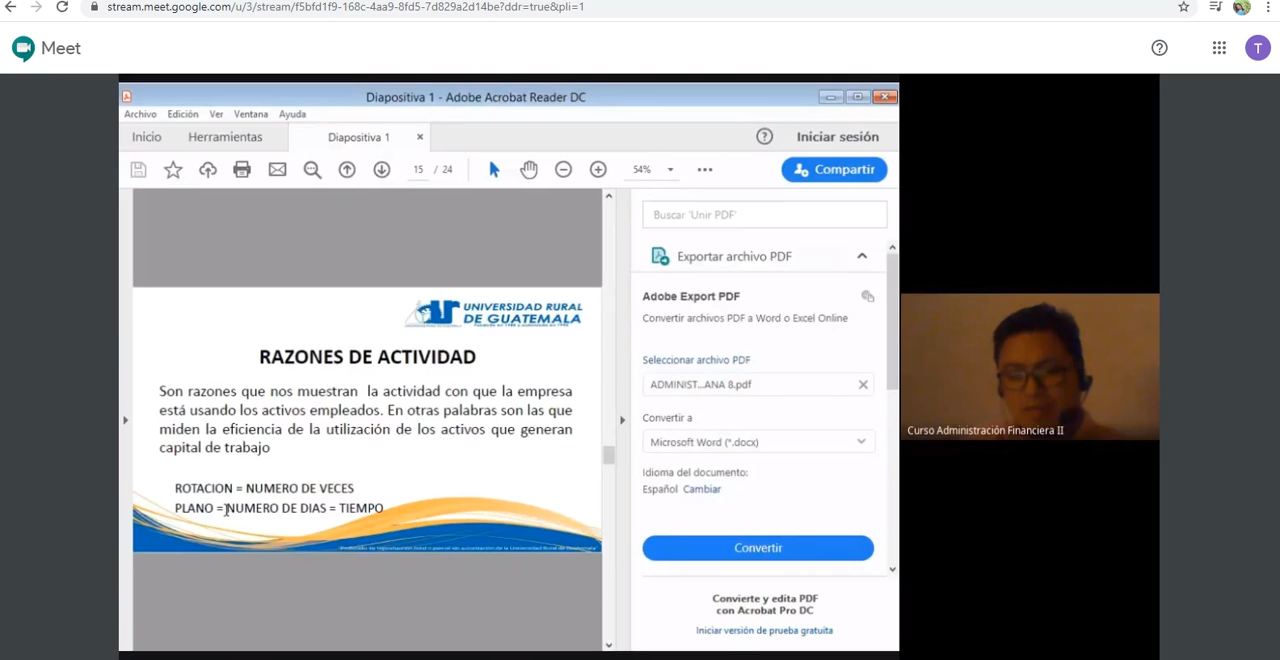 stream.meet.google.com/u/3/stream/f5bfd1f9-168c-4aa9-8fd5-7d829a2d14be?ddr=true&pli=1
Meet
T
Diapositiva 1 - Adobe Acrobat Reader DC
Archivo Edición Ver Ventana Ayuda
Inicio Herramientas Diapositiva 1 Iniciar sesión
15 / 24 54% Compartir
Buscar 'Unir PDF'
Exportar archivo PDF
Adobe Export PDF
Convertir archivos PDF a Word o Excel Online
Seleccionar archivo PDF
ADMINIST...ANA 8.pdf
Convertir a
Microsoft Word (*.docx)
Idioma del documento:
Español Cambiar
Convertir
Convierte y edita PDF
con Acrobat Pro DC
Iniciar versión de prueba gratuita
UNIVERSIDAD RURAL
DE GUATEMALA
RAZONES DE ACTIVIDAD
Son razones que nos muestran la actividad con que la empresa
está usando los activos empleados. En otras palabras son las que
miden la eficiencia de la utilización de los activos que generan
capital de trabajo
ROTACION = NUMERO DE VECES
PLANO = NUMERO DE DIAS = TIEMPO
Curso Administración Financiera II